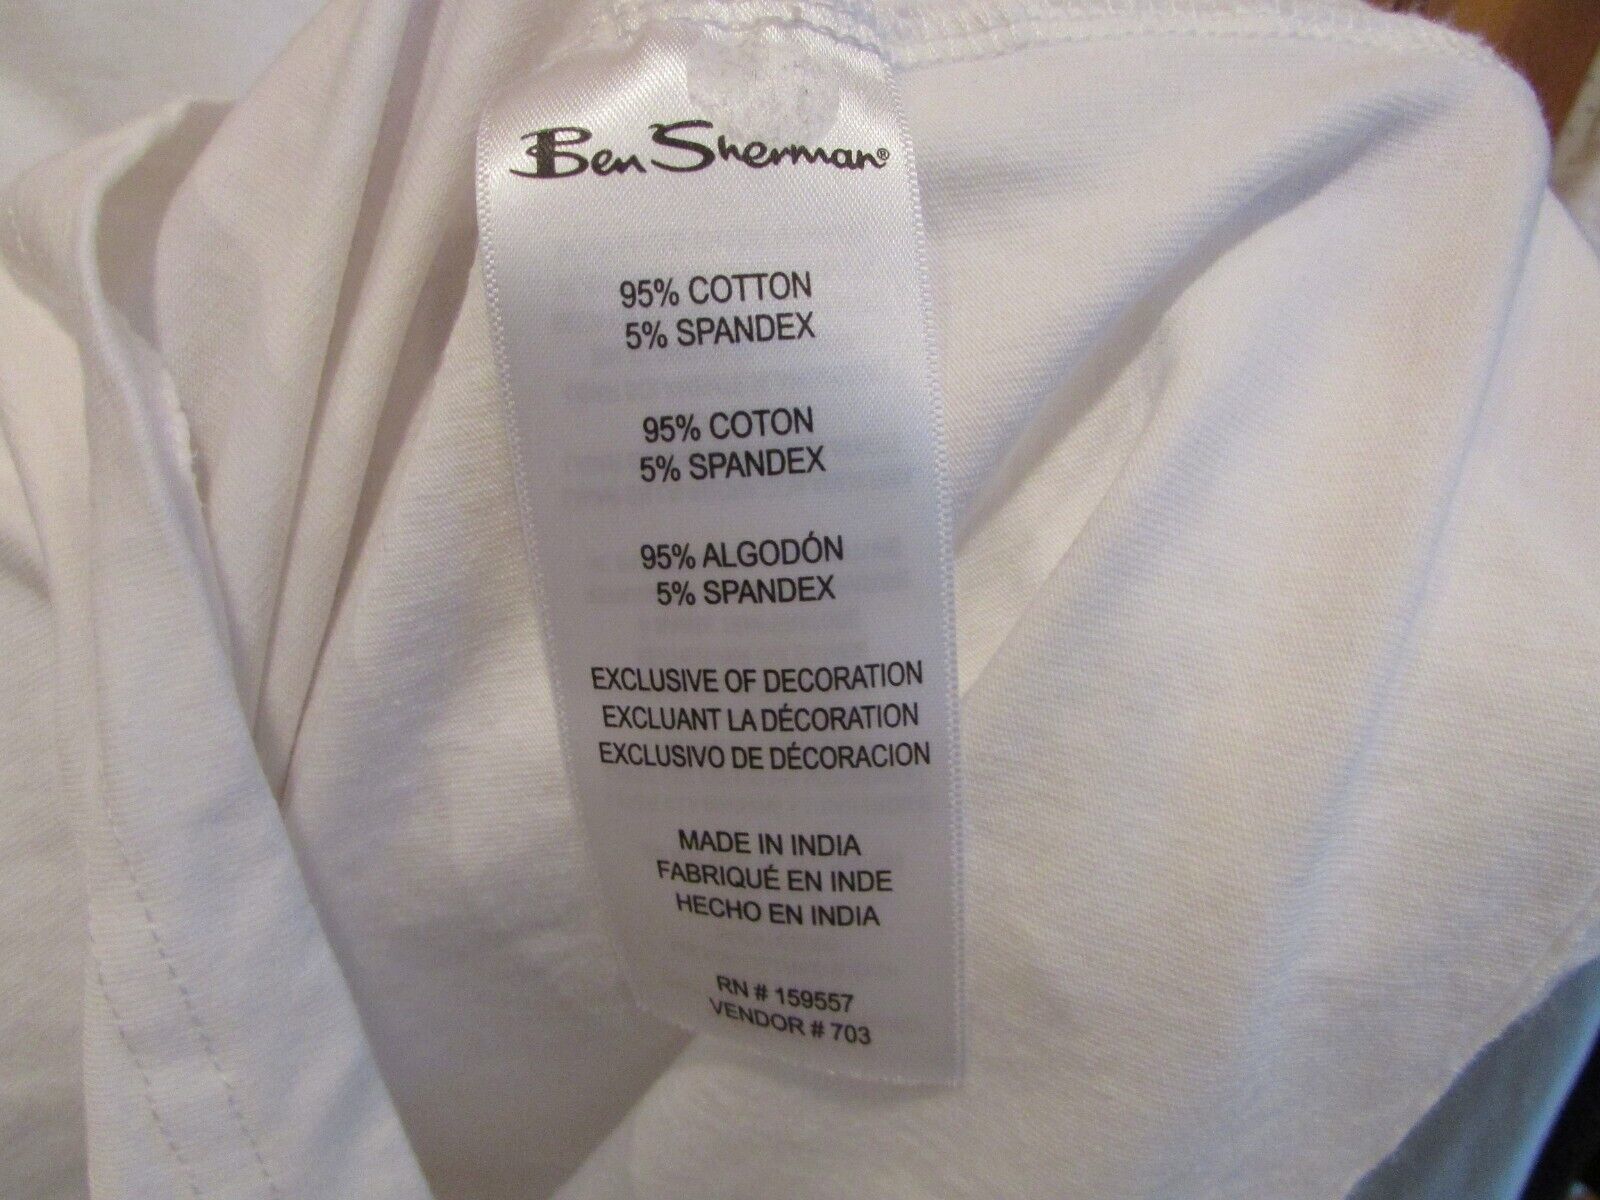 Ben Sherman®
95% COTTON
5% SPANDEX
95% COTON
5% SPANDEX
95% ALGODÓN
5% SPANDEX
EXCLUSIVE OF DECORATION
EXCLUANT LA DÉCORATION
EXCLUSIVO DE DÉCORACION
MADE IN INDIA
FABRIQUÉ EN INDE
HECHO EN INDIA
RN # 159557
VENDOR # 703